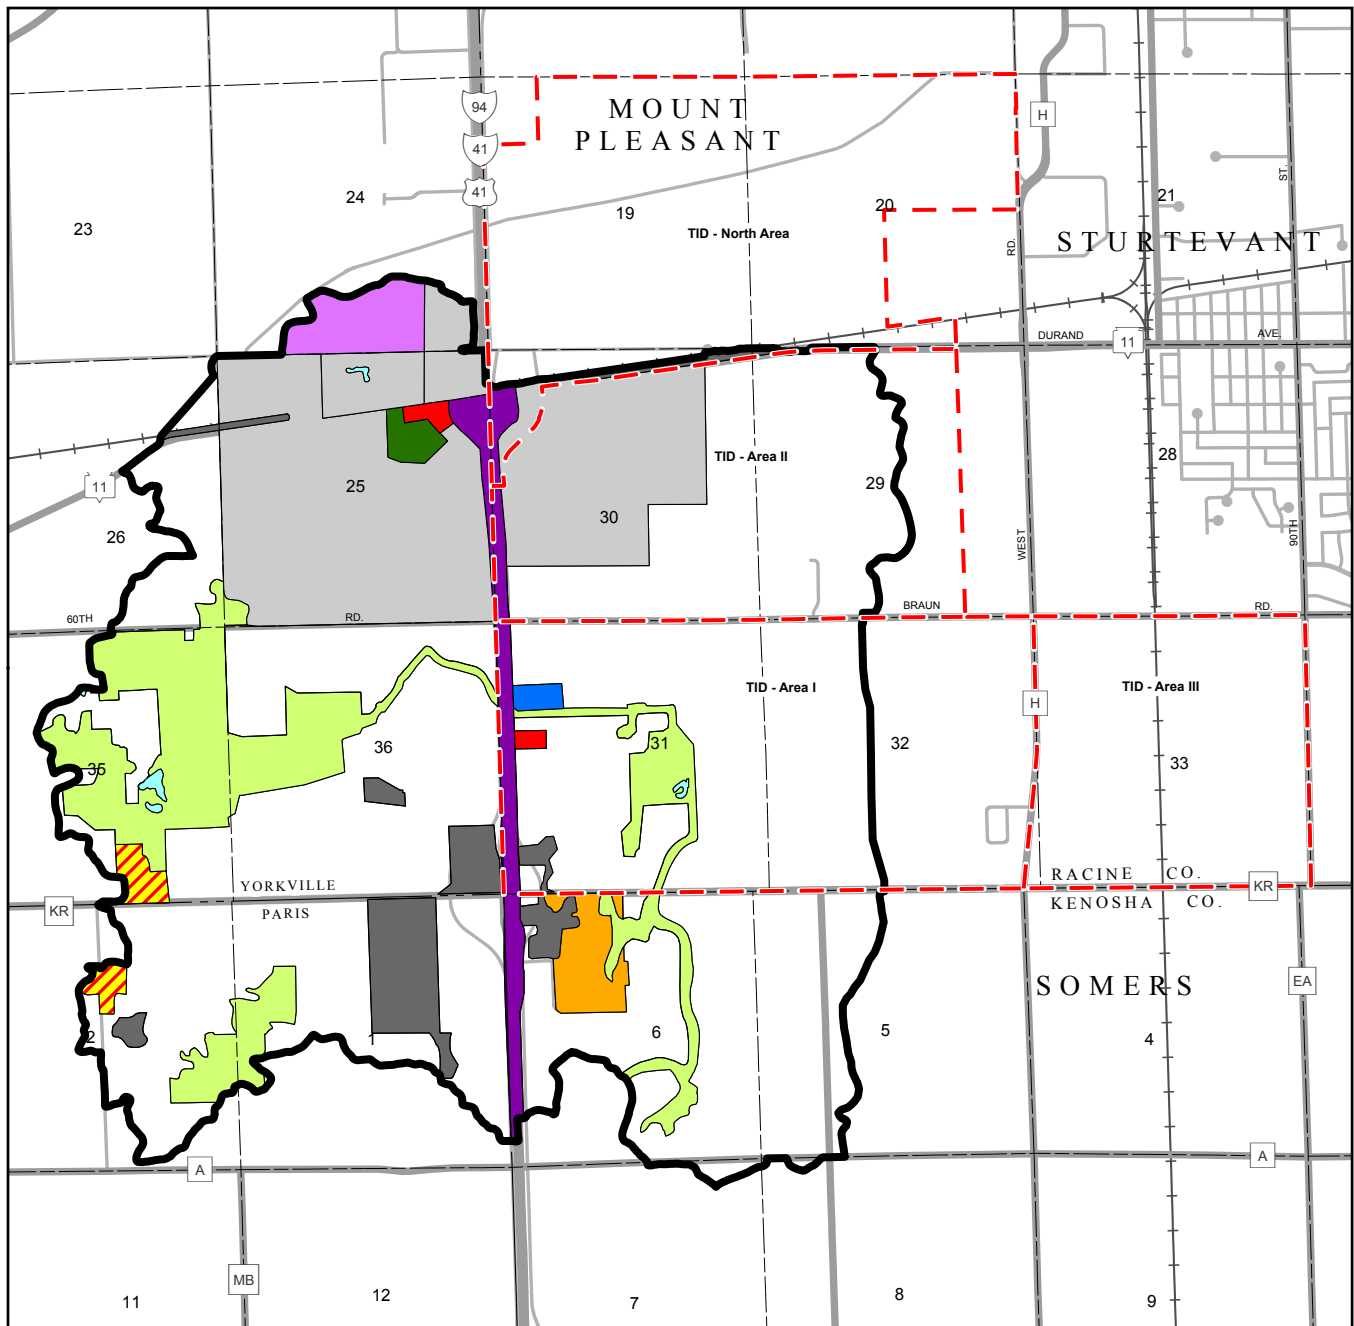 94
MOUNT
H
PLEASANT
41
41
24
20
21
ST.
19
23
TID - North Area
RD.
STURTEVANT
DURAND
11
AVE.
TID - Area II
28
11
25
29
30
26
WEST
90TH
60TH
RD.
BRAUN
RD.
TID - Area I
TID - Area III
H
36
31
32
35
33
YORKVILLE
RACINE CO.
KR
KR
PARIS
KENOSHA CO.
SOMERS
EA
2
1
6
5
4
A
A
MB
11
12
7
8
9